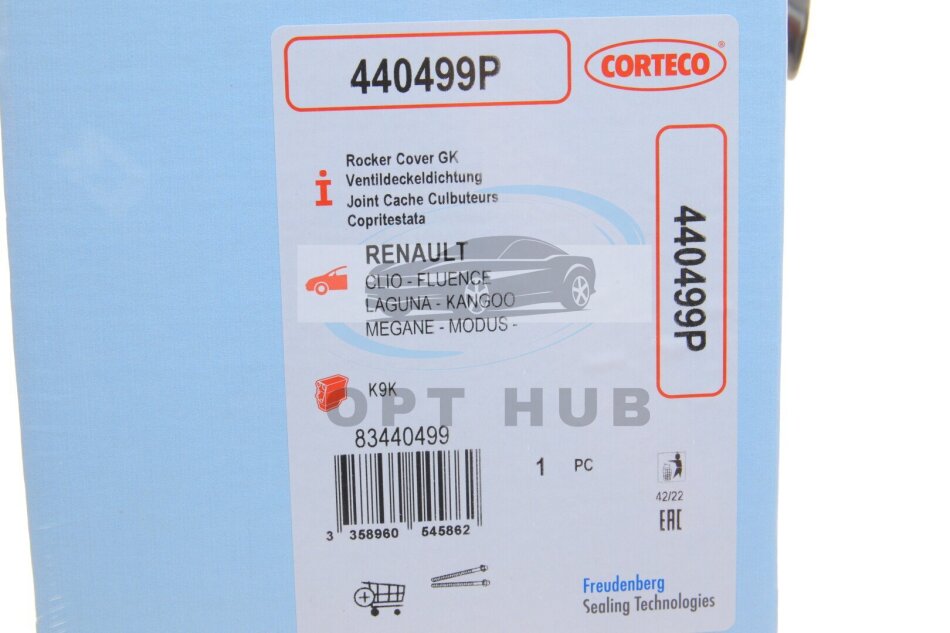 440499P
CORTECO®
Rocker Cover GK
Ventildeckeldichtung
Joint Cache Culbuteurs
Copritestata
440499P
RENAULT
CLIO - FLUENCE
LAGUNA - KANGOO
MEGANE - MODUS -
K9K
OPT HUB
83440499
1 PC
3 358960 545862
42/22
EAC
Freudenberg
Sealing Technologies